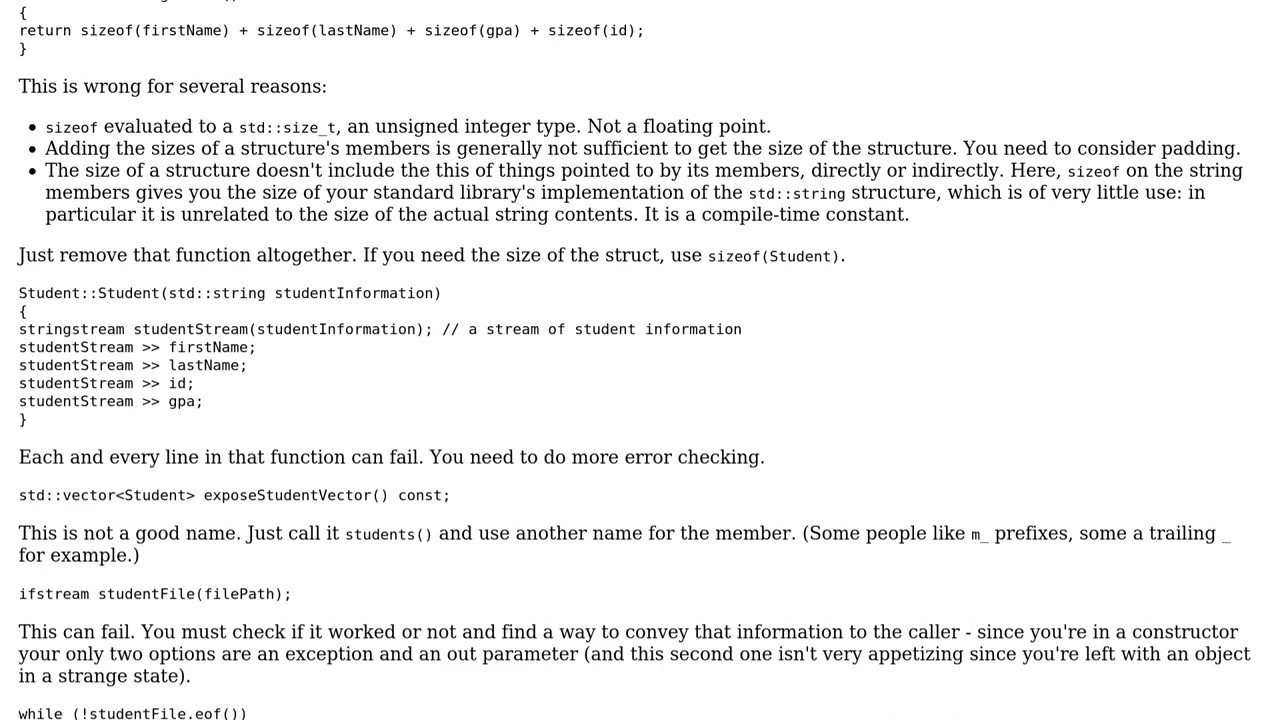 {
return sizeof(firstName) + sizeof(lastName) + sizeof(gpa) + sizeof(id);
}
This is wrong for several reasons:
• sizeof evaluated to a std::size_t, an unsigned integer type. Not a floating point.
• Adding the sizes of a structure's members is generally not sufficient to get the size of the structure. You need to consider padding.
• The size of a structure doesn't include the this of things pointed to by its members, directly or indirectly. Here, sizeof on the string
members gives you the size of your standard library's implementation of the std::string structure, which is of very little use: in
particular it is unrelated to the size of the actual string contents. It is a compile-time constant.
Just remove that function altogether. If you need the size of the struct, use sizeof(Student).
Student::Student(std::string studentInformation)
{
stringstream studentStream(studentInformation); // a stream of student information
studentStream >> firstName;
studentStream >> lastName;
studentStream >> id;
studentStream >> gpa;
}
Each and every line in that function can fail. You need to do more error checking.
std::vector<Student> exposeStudentVector() const;
This is not a good name. Just call it students() and use another name for the member. (Some people like m_ prefixes, some a trailing _
for example.)
ifstream studentFile(filePath);
This can fail. You must check if it worked or not and find a way to convey that information to the caller - since you're in a constructor
your only two options are an exception and an out parameter (and this second one isn't very appetizing since you're left with an object
in a strange state).
while (!studentFile.eof())